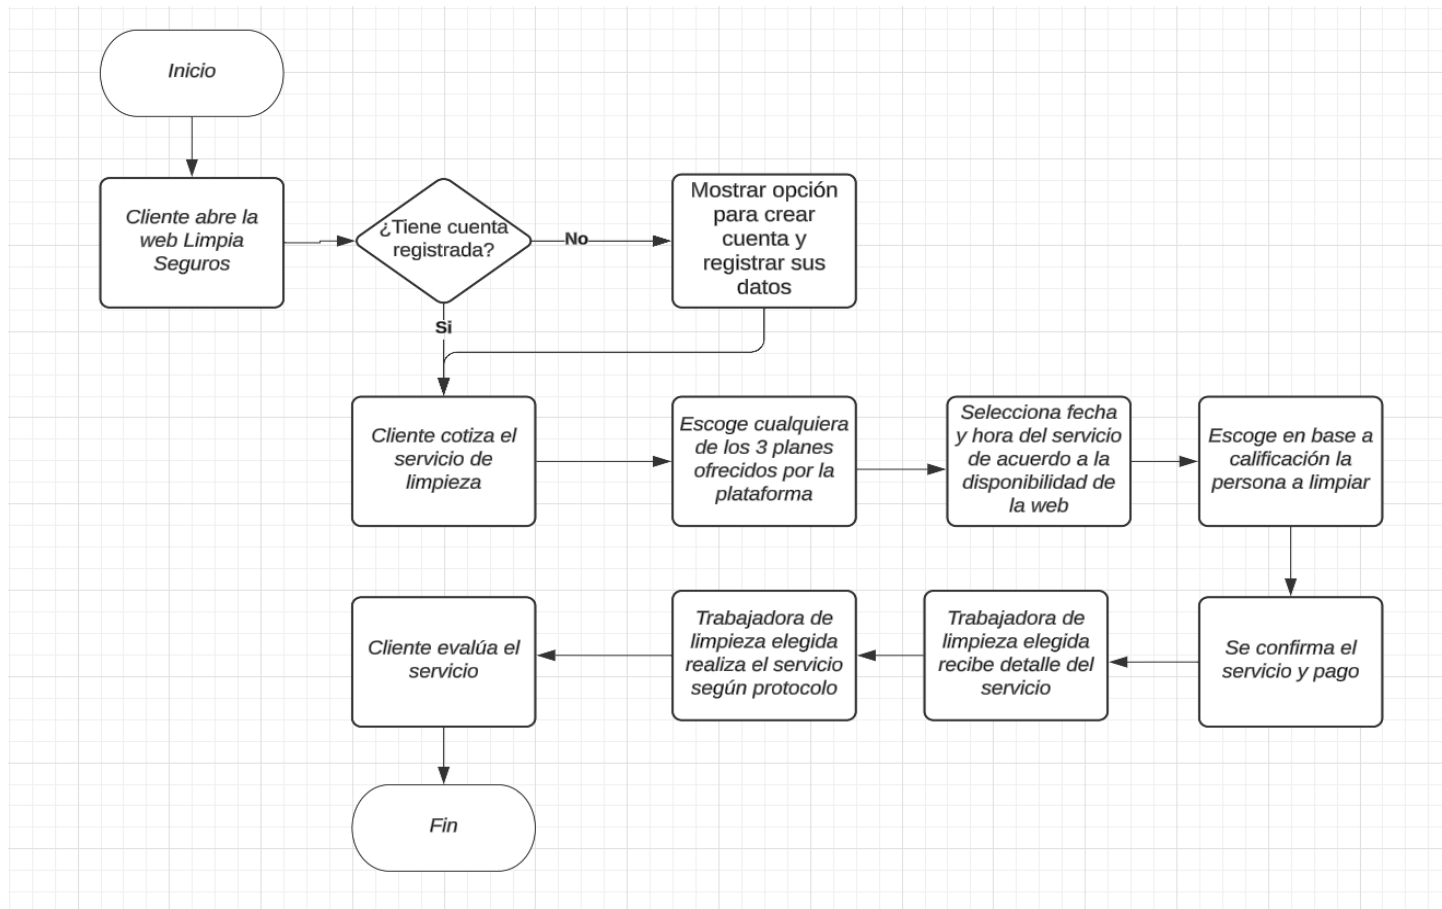 Inicio
Cliente abre la
web Limpia
Seguros
¿Tiene cuenta
registrada?
No
Mostrar opción
para crear
cuenta y
registrar sus
datos
Si
Cliente cotiza el
servicio de
limpieza
Escoge cualquiera
de los 3 planes
ofrecidos por la
plataforma
Selecciona fecha
y hora del servicio
de acuerdo a la
disponibilidad de
la web
Escoge en base a
calificación la
persona a limpiar
Se confirma el
servicio y pago
Trabajadora de
limpieza elegida
recibe detalle del
servicio
Trabajadora de
limpieza elegida
realiza el servicio
según protocolo
Cliente evalúa el
servicio
Fin